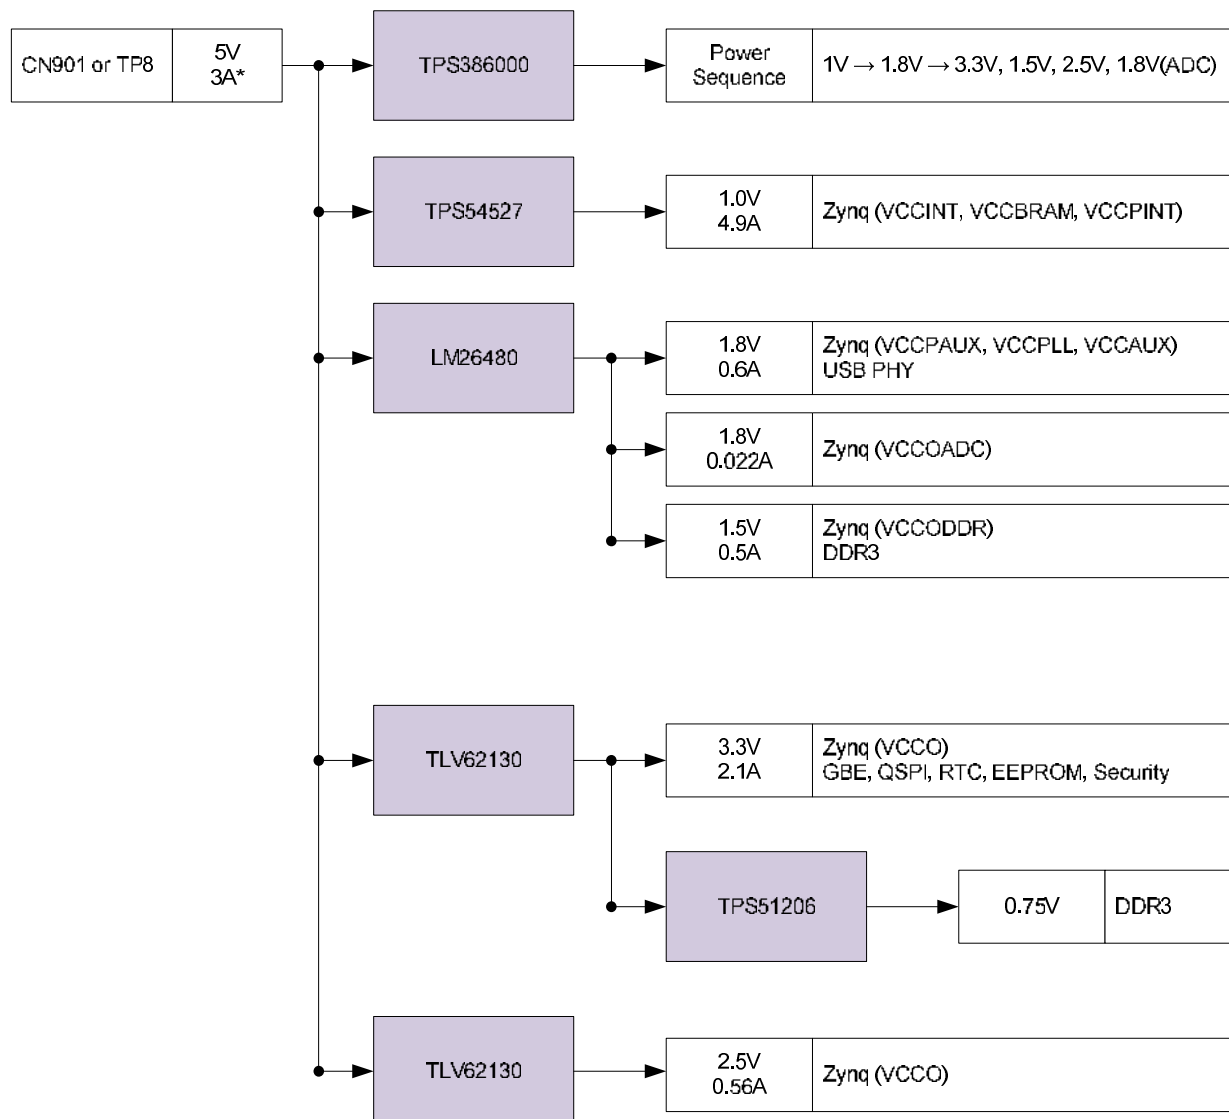 CN901 or TP8
5V
3A*
TPS386000
Power
Sequence
1V → 1.8V → 3.3V, 1.5V, 2.5V, 1.8V(ADC)
TPS54527
1.0V
4.9A
Zynq (VCCINT, VCCBRAM, VCCPINT)
LM26480
1.8V
0.6A
Zynq (VCCPAUX, VCCPLL, VCCAUX)
USB PHY
1.8V
0.022A
Zynq (VCCOADC)
1.5V
0.5A
Zynq (VCCODDR)
DDR3
TLV62130
3.3V
2.1A
Zynq (VCCO)
GBE, QSPI, RTC, EEPROM, Security
TPS51206
0.75V
DDR3
TLV62130
2.5V
0.56A
Zynq (VCCO)